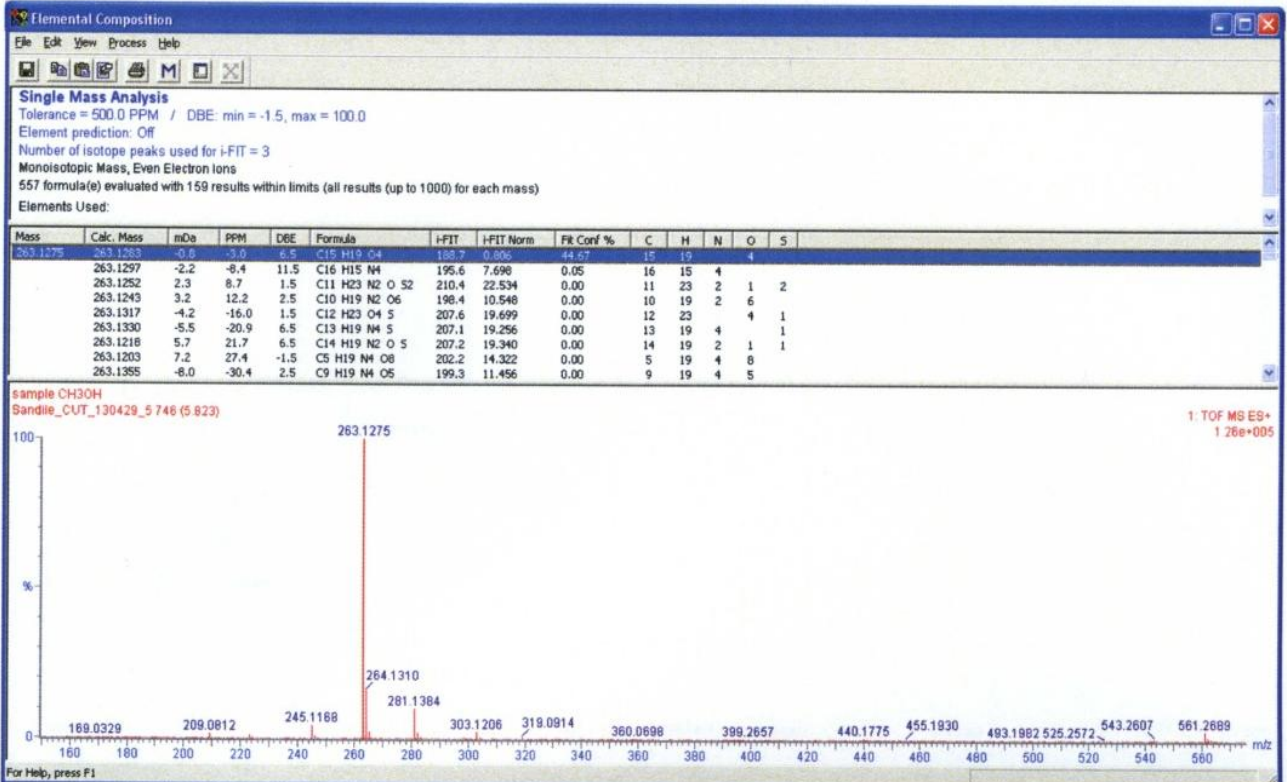 Elemental Composition
File Edit View Process Help
Single Mass Analysis
Tolerance = 500.0 PPM / DBE: min = -1.5, max = 100.0
Element prediction: Off
Number of isotope peaks used for i-FIT = 3
Monoisotopic Mass, Even Electron Ions
557 formula(e) evaluated with 159 results within limits (all results (up to 1000) for each mass)
Elements Used:
Mass Calc. Mass mDa PPM DBE Formula i-FIT i-FIT Norm Fit Conf % C H N O S
263.1275 263.1283 -0.8 -3.0 6.5 C15 H19 O4 188.7 0.806 44.67 15 19 4
263.1297 -2.2 -8.4 11.5 C16 H15 N4 195.6 7.698 0.05 16 15 4
263.1252 2.3 8.7 1.5 C11 H23 N2 O S2 210.4 22.534 0.00 11 23 2 1 2
263.1243 3.2 12.2 2.5 C10 H19 N2 O6 198.4 10.548 0.00 10 19 2 6
263.1317 -4.2 -16.0 1.5 C12 H23 O4 S 207.6 19.699 0.00 12 23 4 1
263.1330 -5.5 -20.9 6.5 C13 H19 N4 S 207.1 19.256 0.00 13 19 4 1
263.1218 5.7 21.7 6.5 C14 H19 N2 O S 207.2 19.340 0.00 14 19 2 1 1
263.1203 7.2 27.4 -1.5 C5 H19 N4 O8 202.2 14.322 0.00 5 19 4 8
263.1355 -8.0 -30.4 2.5 C9 H19 N4 O5 199.3 11.456 0.00 9 19 4 5
sample CH3OH
Sandile_CUT_130429_5 746 (5.823)
1: TOF MS ES+
1.26e+005
100
%
0
263.1275
264.1310
281.1384
169.0329 209.0812 245.1168 303.1206 319.0914 360.0698 399.2657 440.1775 455.1930 493.1982 525.2572 543.2607 561.2689
160 180 200 220 240 260 280 300 320 340 360 380 400 420 440 460 480 500 520 540 560 m/z
For Help, press F1